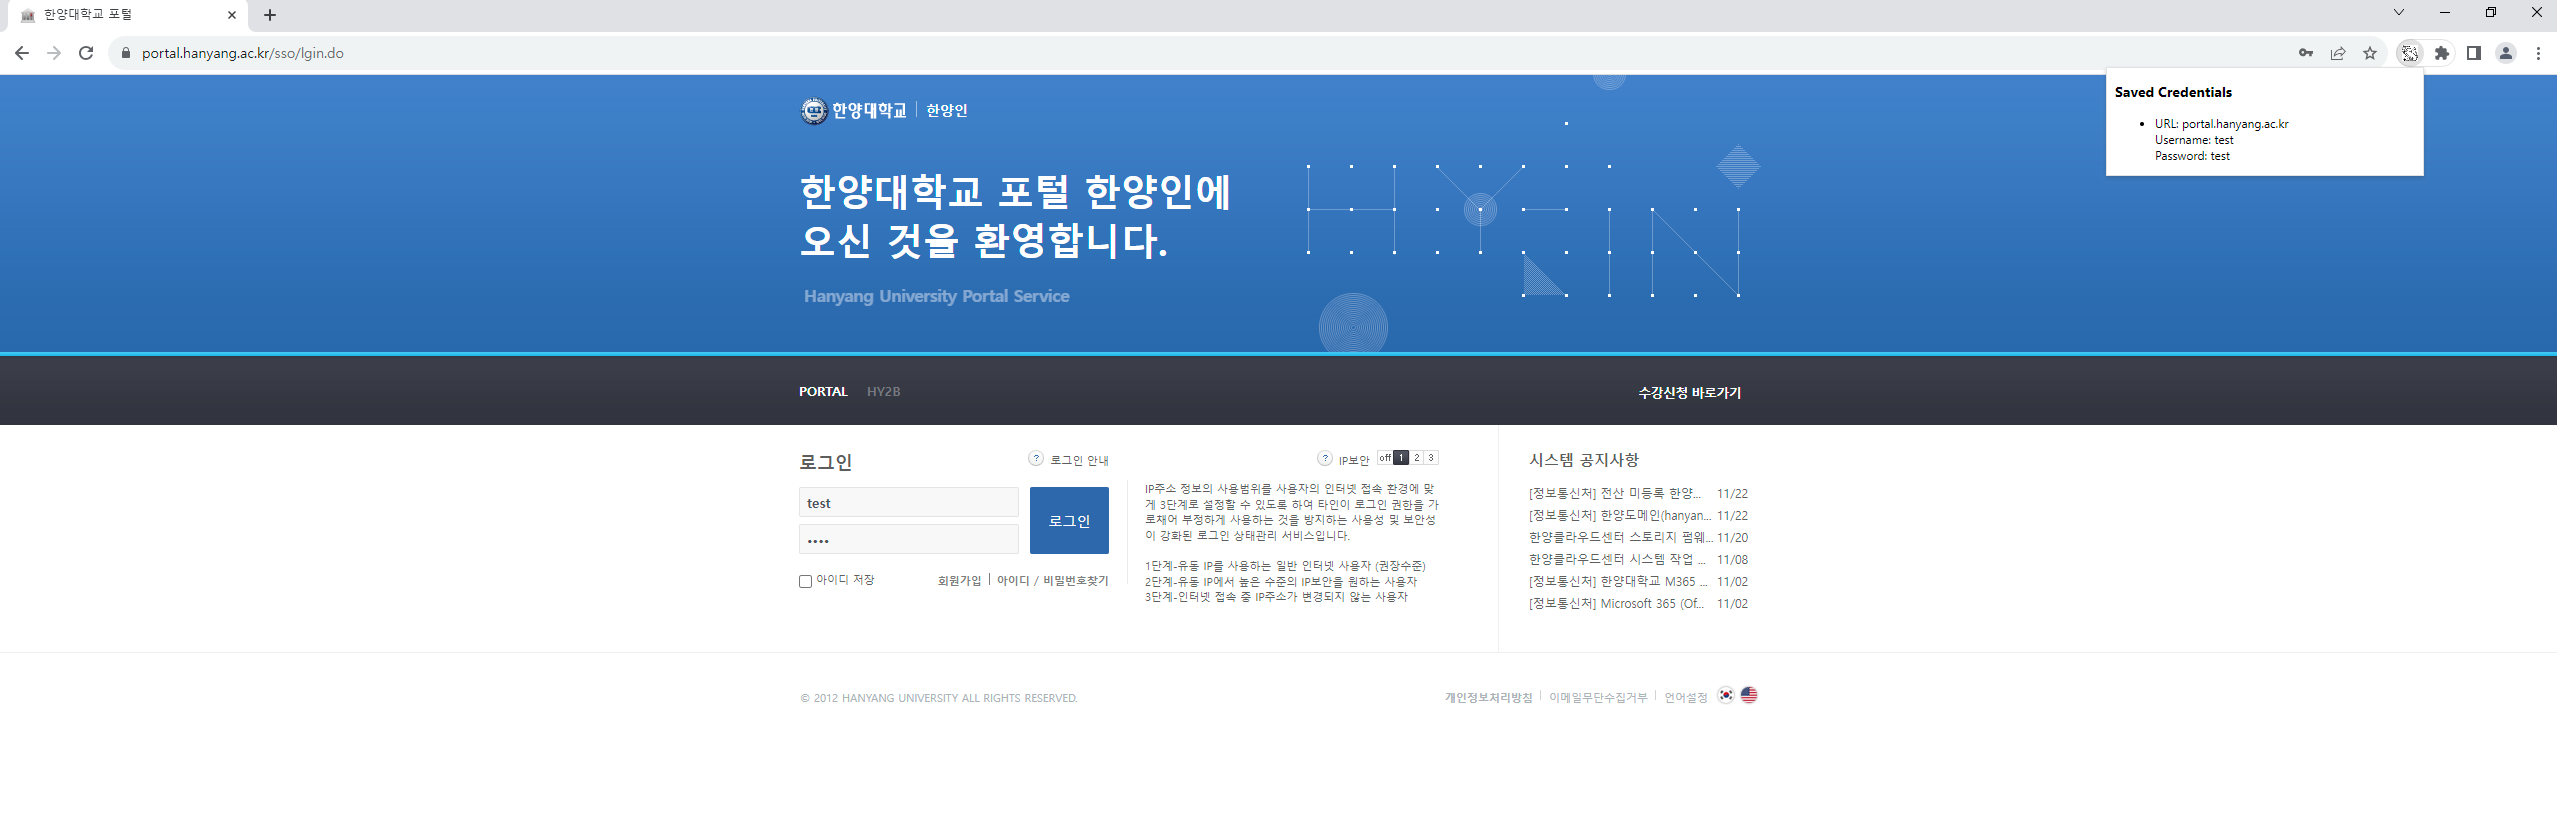 한양대학교 포털
portal.hanyang.ac.kr/sso/lgin.do
Saved Credentials
URL: portal.hanyang.ac.kr
Username: test
Password: test
한양대학교 | 한양인
한양대학교 포털 한양인에
오신 것을 환영합니다.
Hanyang University Portal Service
PORTAL HY2B 수강신청 바로가기
로그인
? 로그인 안내
test
••••
로그인
아이디 저장
회원가입 | 아이디 / 비밀번호찾기
? IP보안 off 1 2 3
IP주소 정보의 사용범위를 사용자의 인터넷 접속 환경에 맞
게 3단계로 설정할 수 있도록 하여 타인이 로그인 권한을 가
로채어 부정하게 사용하는 것을 방지하는 사용성 및 보안성
이 강화된 로그인 상태관리 서비스입니다.
1단계-유동 IP를 사용하는 일반 인터넷 사용자 (권장수준)
2단계-유동 IP에서 높은 수준의 IP보안을 원하는 사용자
3단계-인터넷 접속 중 IP주소가 변경되지 않는 사용자
시스템 공지사항
[정보통신처] 전산 미등록 한양... 11/22
[정보통신처] 한양도메인(hanyan... 11/22
한양클라우드센터 스토리지 펌웨... 11/20
한양클라우드센터 시스템 작업 ... 11/08
[정보통신처] 한양대학교 M365 ... 11/02
[정보통신처] Microsoft 365 (Of... 11/02
© 2012 HANYANG UNIVERSITY ALL RIGHTS RESERVED.
개인정보처리방침 | 이메일무단수집거부 | 언어설정